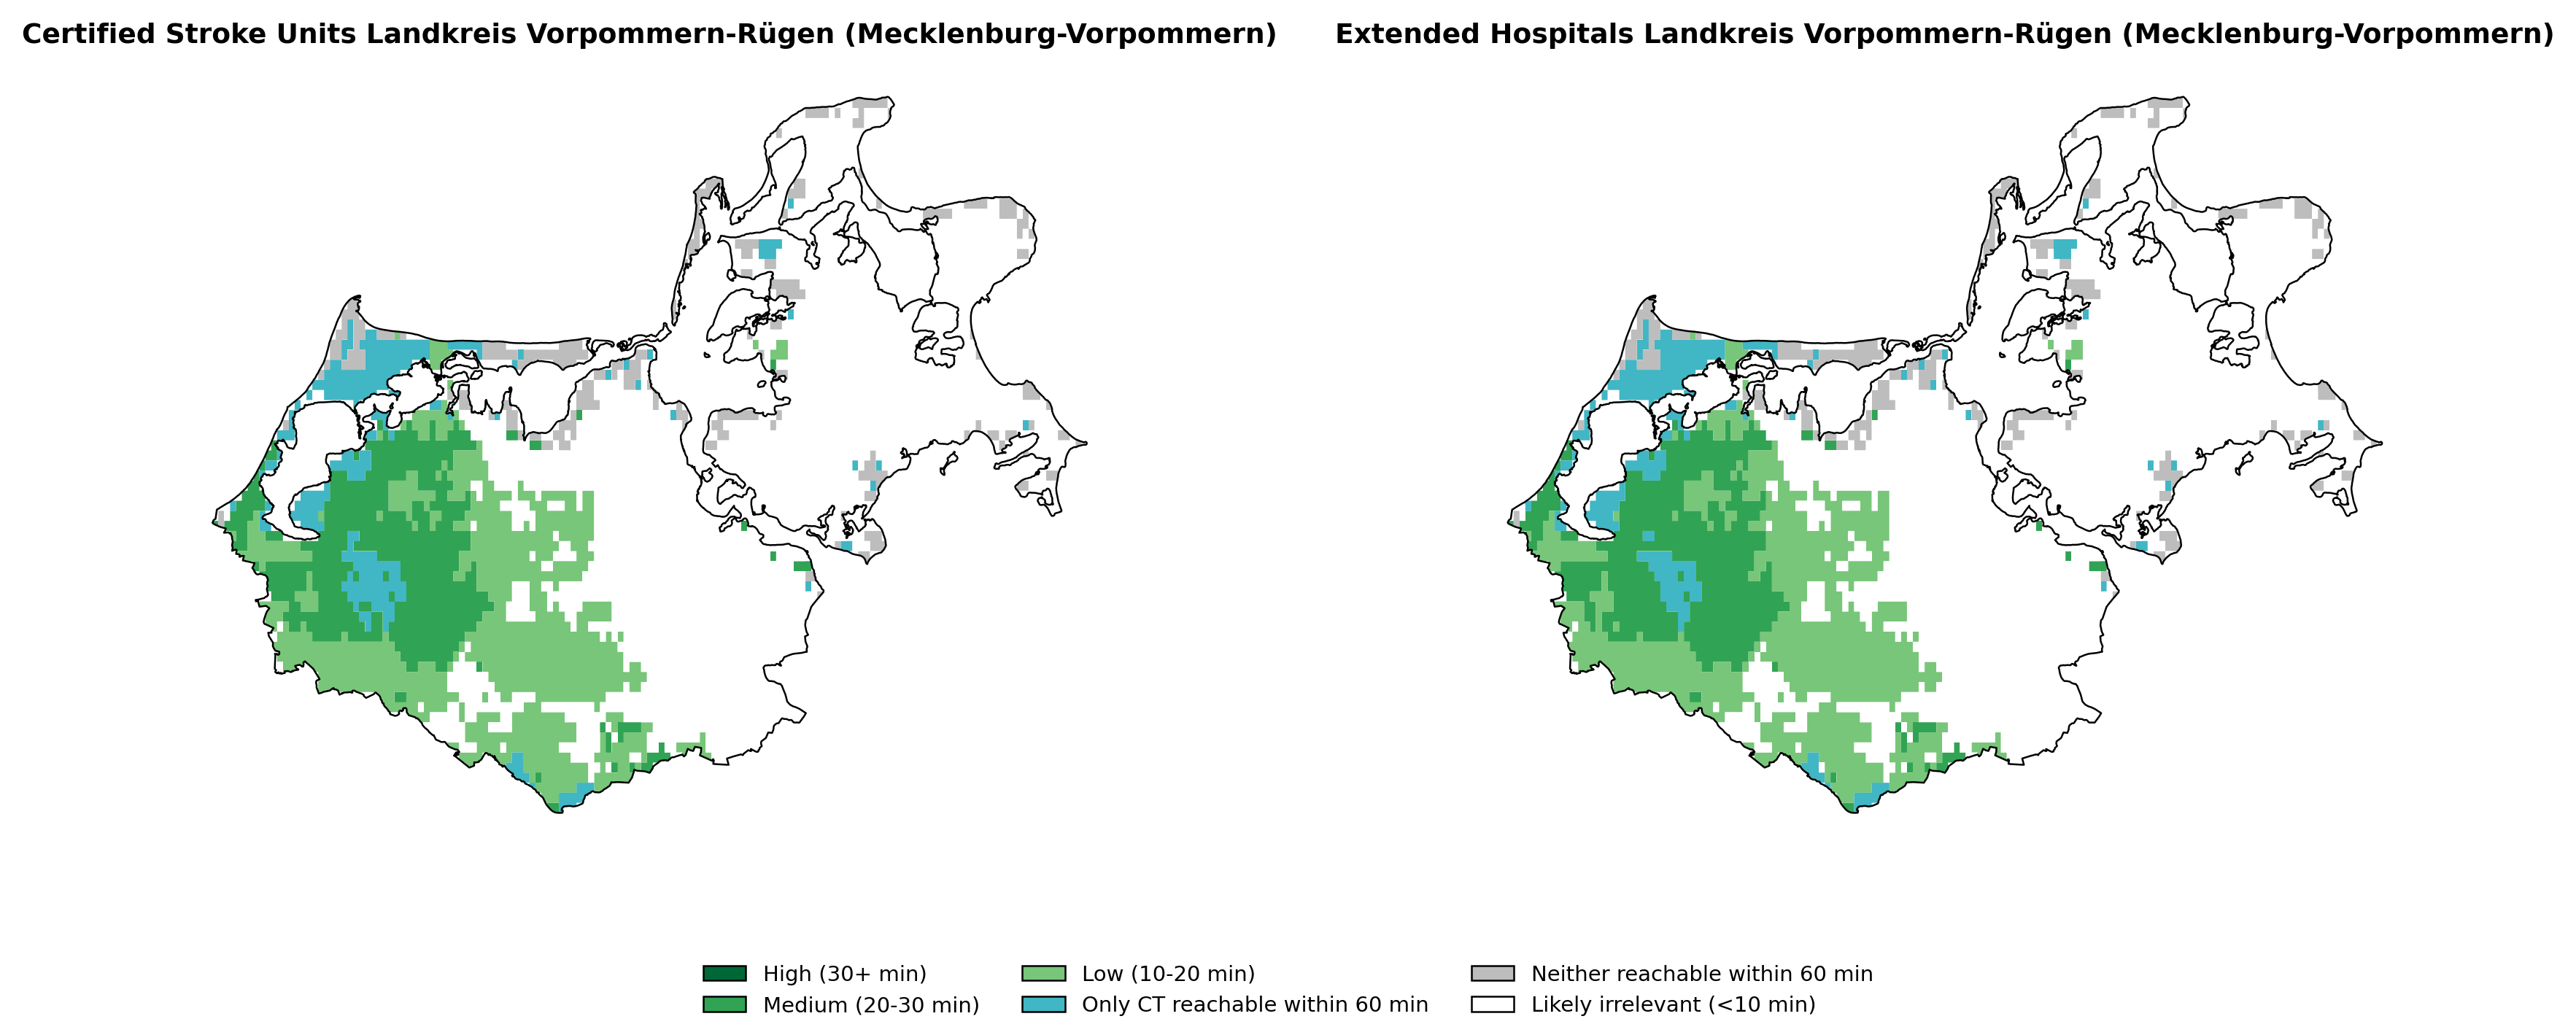 Certified Stroke Units Landkreis Vorpommern-Rügen (Mecklenburg-Vorpommern)
Extended Hospitals Landkreis Vorpommern-Rügen (Mecklenburg-Vorpommern)
High (30+ min)
Medium (20-30 min)
Low (10-20 min)
Only CT reachable within 60 min
Neither reachable within 60 min
Likely irrelevant (<10 min)